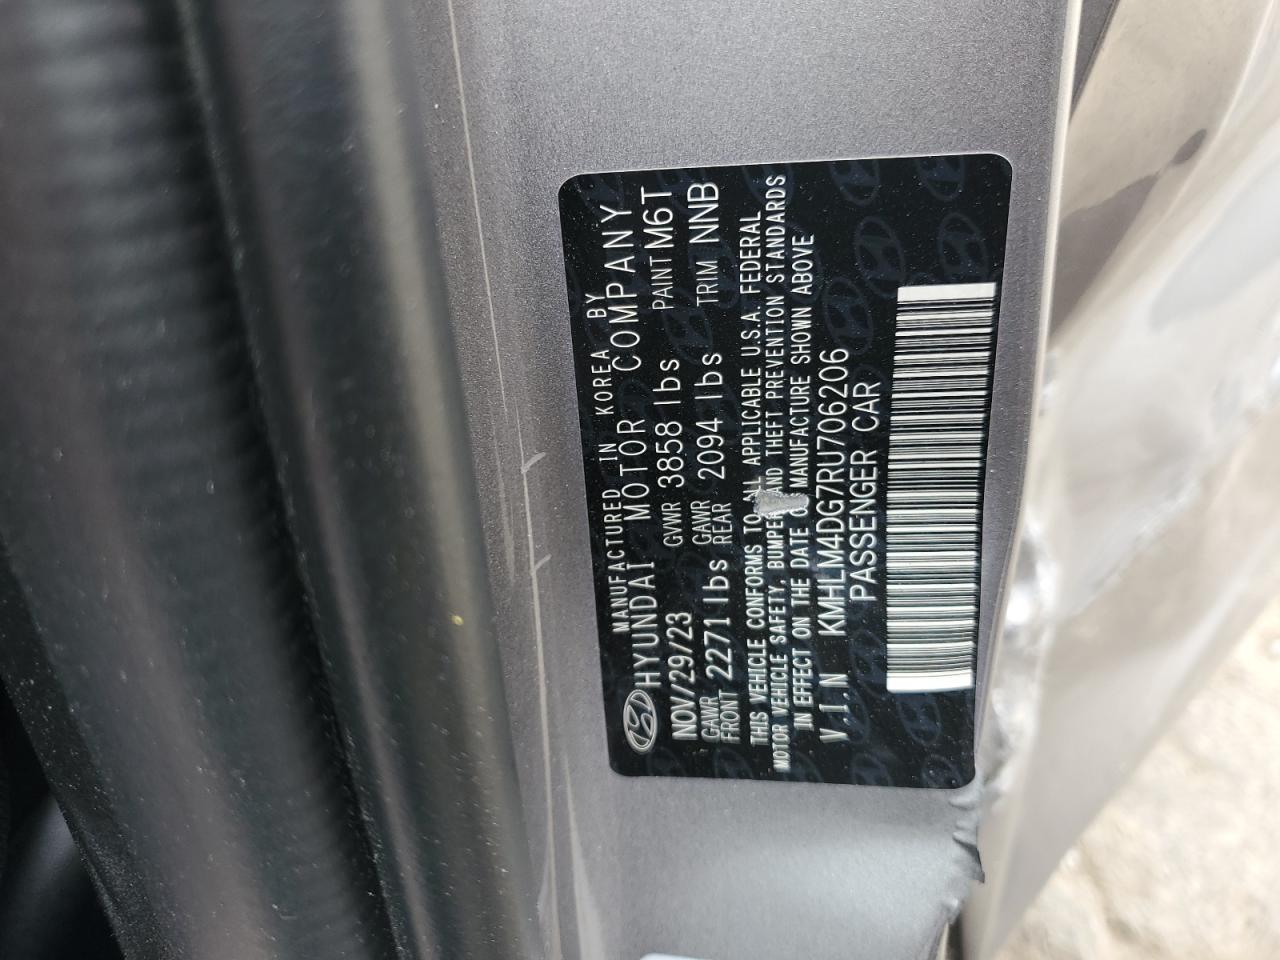 MANUFACTURED IN KOREA BY
HYUNDAI MOTOR COMPANY
NOV/29/23 GVWR 3858 lbs PAINT M6T
GAWR FRONT 2271 lbs GAWR REAR 2094 lbs TRIM NNB
THIS VEHICLE CONFORMS TO ALL APPLICABLE U.S.A. FEDERAL
MOTOR VEHICLE SAFETY, BUMPER, AND THEFT PREVENTION STANDARDS
IN EFFECT ON THE DATE OF MANUFACTURE SHOWN ABOVE
V.I.N KMHLM4DG7RU706206
PASSENGER CAR